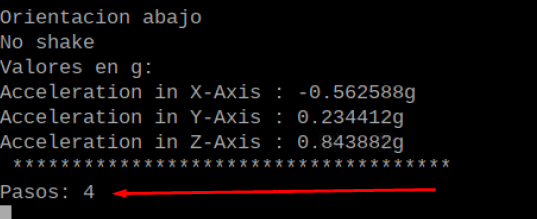 Orientacion abajo
No shake
Valores en g:
Acceleration in X-Axis : -0.562588g
Acceleration in Y-Axis : 0.234412g
Acceleration in Z-Axis : 0.843882g
*************************************
Pasos: 4